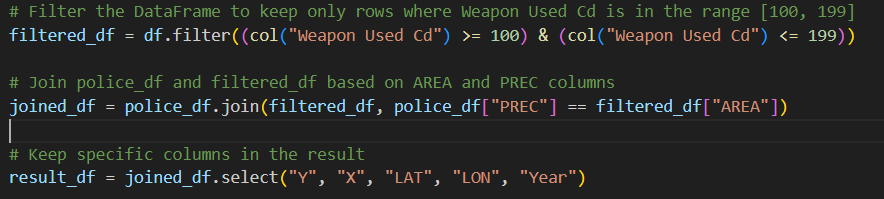 # Filter the DataFrame to keep only rows where Weapon Used Cd is in the range [100, 199]
filtered_df = df.filter((col("Weapon Used Cd") >= 100) & (col("Weapon Used Cd") <= 199))
# Join police_df and filtered_df based on AREA and PREC columns
joined_df = police_df.join(filtered_df, police_df["PREC"] == filtered_df["AREA"])
# Keep specific columns in the result
result_df = joined_df.select("Y", "X", "LAT", "LON", "Year")